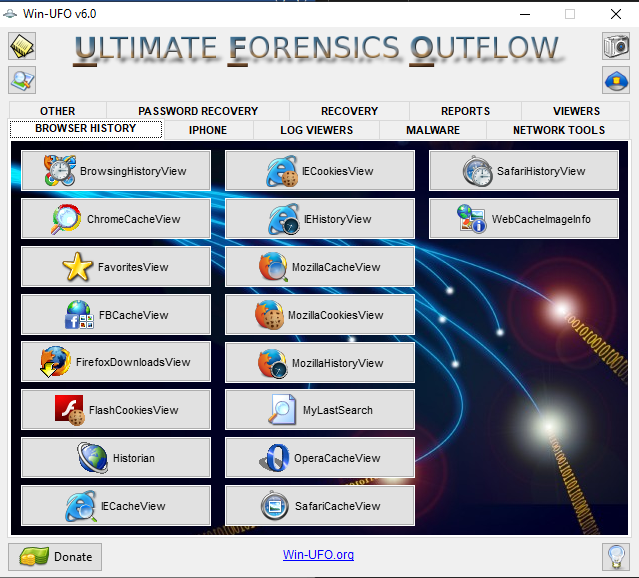 Win-UFO v6.0
ULTIMATE FORENSICS OUTFLOW
OTHER
PASSWORD RECOVERY
RECOVERY
REPORTS
VIEWERS
BROWSER HISTORY
IPHONE
LOG VIEWERS
MALWARE
NETWORK TOOLS
BrowsingHistoryView
IECookiesView
SafariHistoryView
ChromeCacheView
IEHistoryView
WebCacheImageInfo
FavoritesView
MozillaCacheView
FBCacheView
MozillaCookiesView
FirefoxDownloadsView
MozillaHistoryView
FlashCookiesView
MyLastSearch
Historian
OperaCacheView
IECacheView
SafariCacheView
Donate
Win-UFO.org